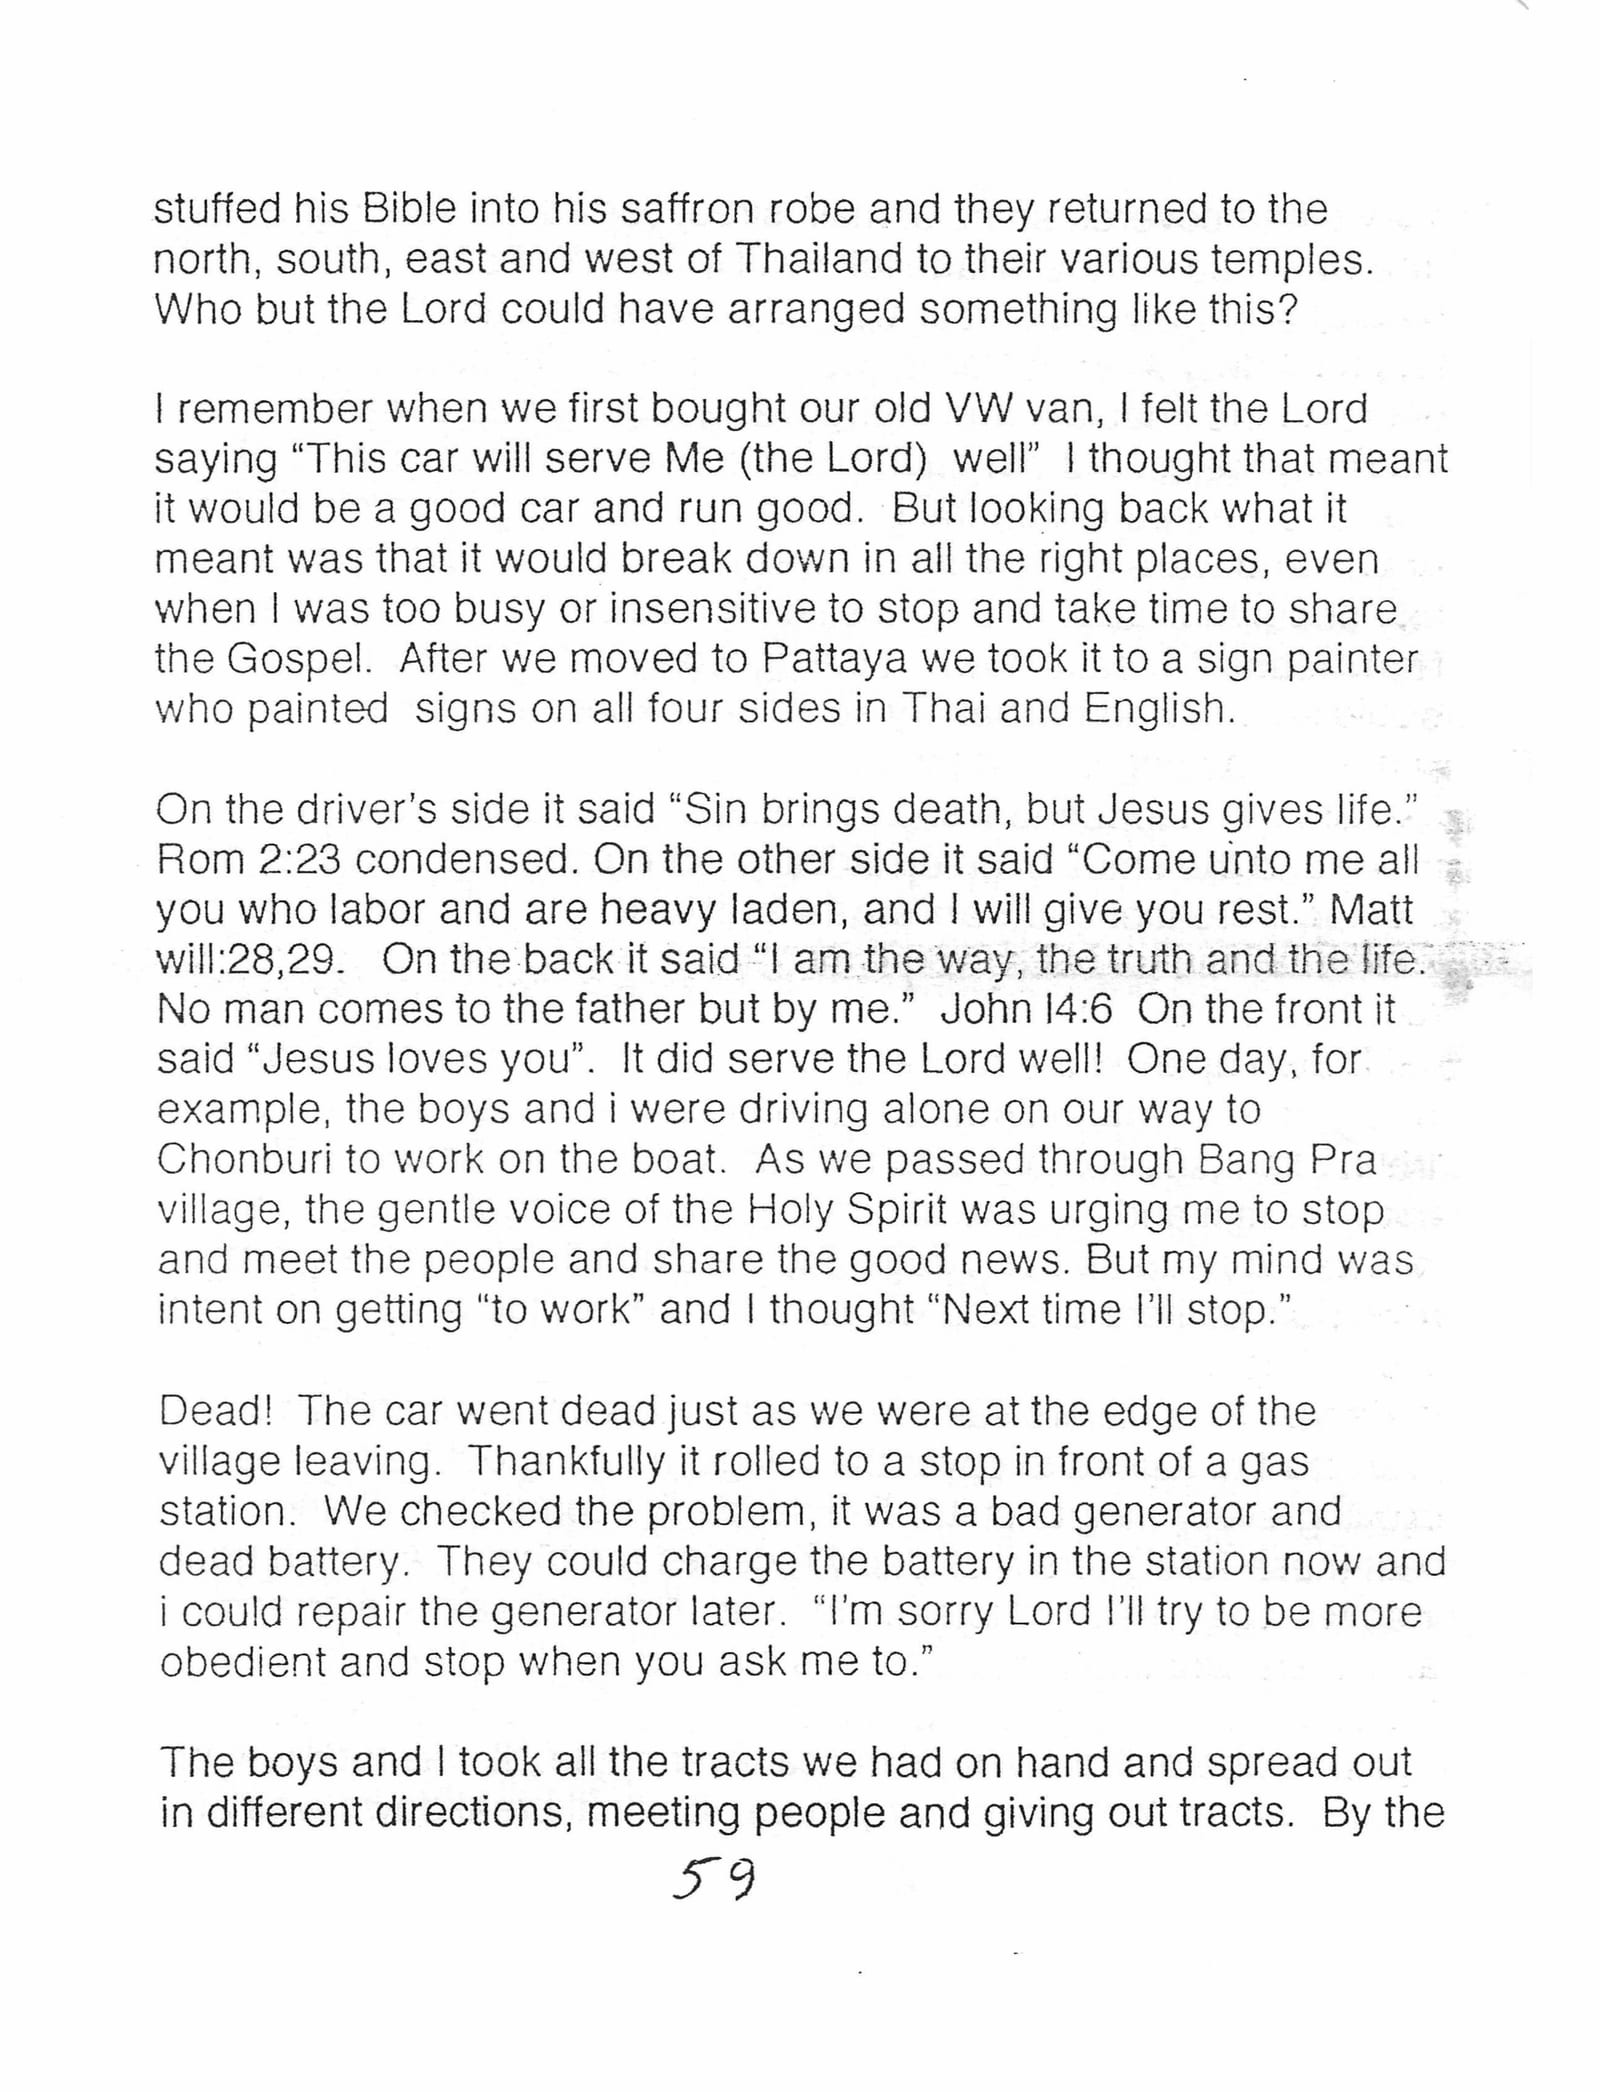 stuffed his Bible into his saffron robe and they returned to the
north, south, east and west of Thailand to their various temples.
Who but the Lord could have arranged something like this?
I remember when we first bought our old VW van, I felt the Lord
saying “This car will serve Me (the Lord)  well”  I thought that meant
it would be a good car and run good.  But looking back what it
meant was that it would break down in all the right places, even
when I was too busy or insensitive to stop and take time to share
the Gospel.  After we moved to Pattaya we took it to a sign painter
who painted  signs on all four sides in Thai and English.
On the driver's side it said “Sin brings death, but Jesus gives life.”
Rom 2:23 condensed. On the other side it said “Come unto me all
you who labor and are heavy laden, and I will give you rest.” Matt
will:28,29.   On the back it said “I am the way, the truth and the life.
No man comes to the father but by me.”  John l4:6  On the front it
said “Jesus loves you”.  It did serve the Lord well!  One day, for
example, the boys and i were driving alone on our way to
Chonburi to work on the boat.  As we passed through Bang Pra
village, the gentle voice of the Holy Spirit was urging me to stop
and meet the people and share the good news. But my mind was
intent on getting “to work” and I thought “Next time I'll stop.”
Dead!  The car went dead just as we were at the edge of the
village leaving.  Thankfully it rolled to a stop in front of a gas
station.  We checked the problem, it was a bad generator and
dead battery.  They could charge the battery in the station now and
i could repair the generator later.  “I'm sorry Lord I'll try to be more
obedient and stop when you ask me to.”
The boys and I took all the tracts we had on hand and spread out
in different directions, meeting people and giving out tracts.  By the
59